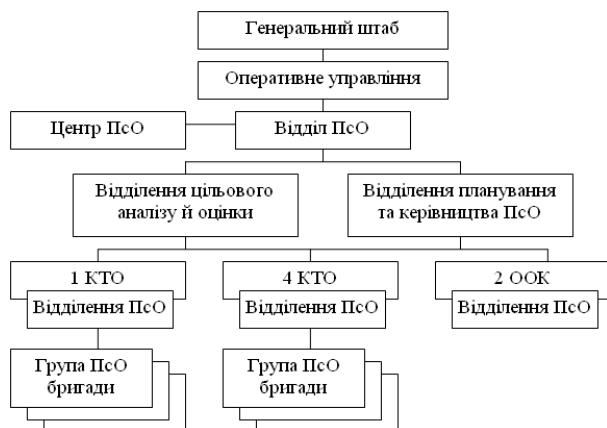 Генеральний штаб
Оперативне управління
Центр ПсО
Відділ ПсО
Відділення цільового
аналізу й оцінки
Відділення планування
та керівництва ПсО
1 КТО
4 КТО
2 ООК
Відділення ПсО
Відділення ПсО
Відділення ПсО
Група ПсО
бригади
Група ПсО
бригади